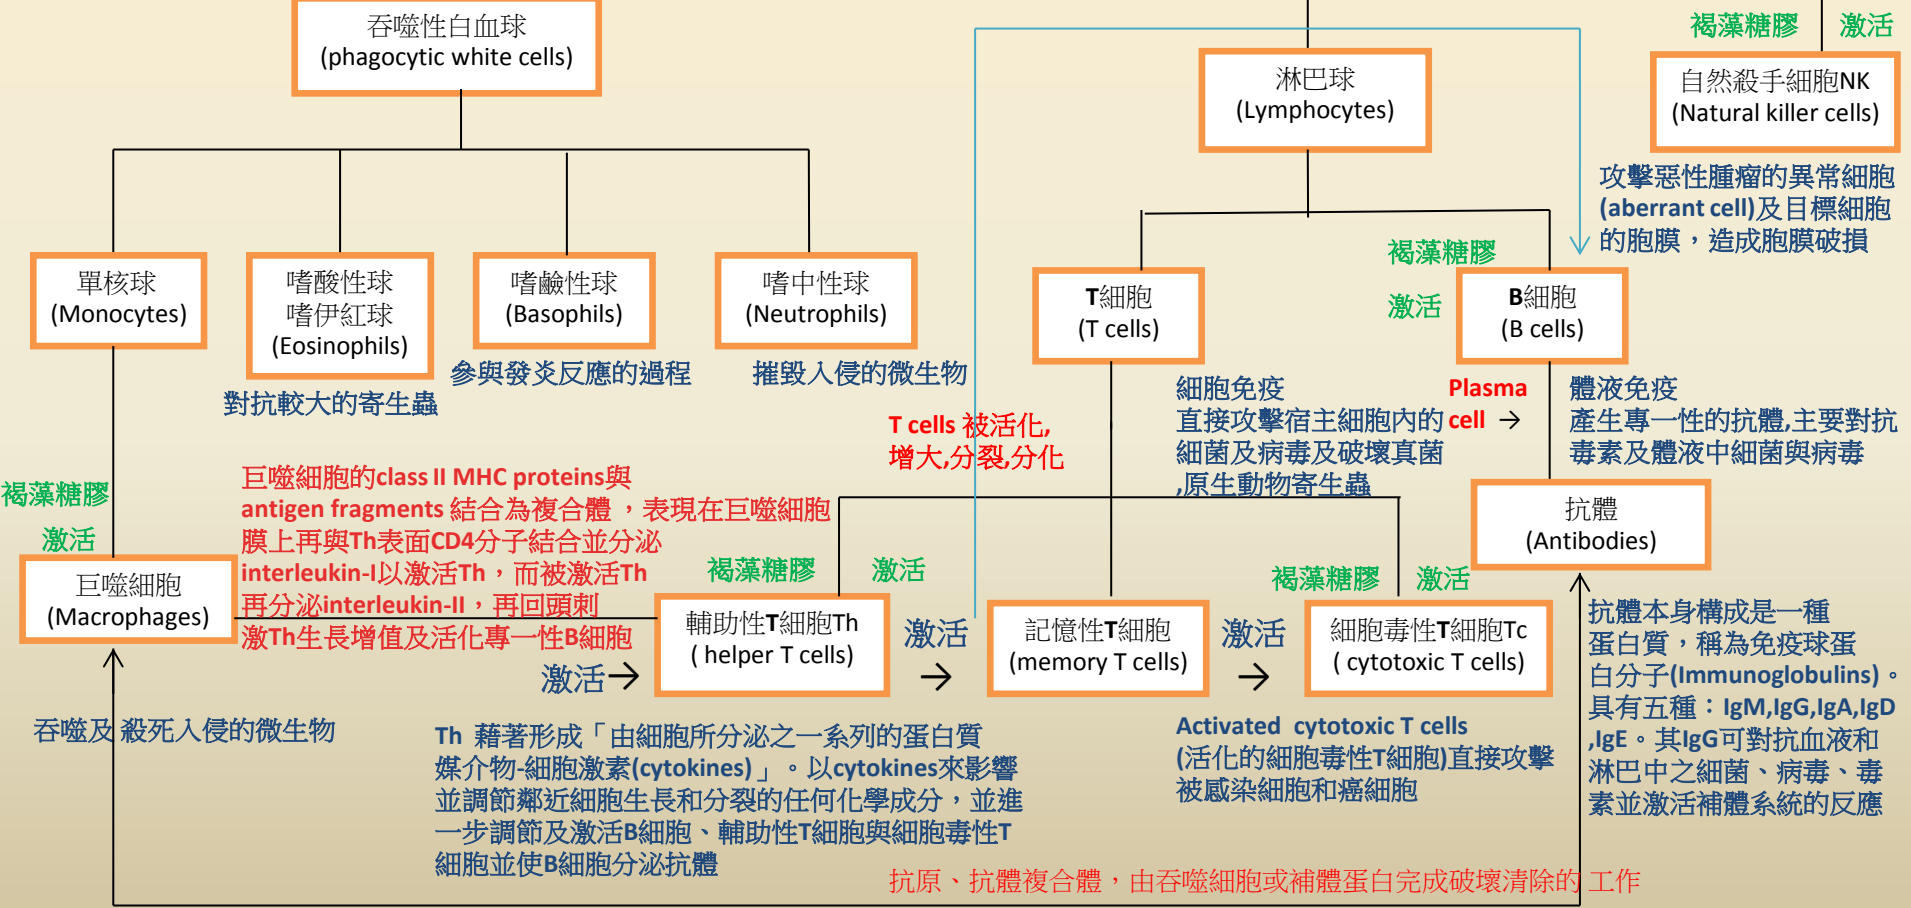 吞噬性白血球
(phagocytic white cells)
淋巴球
(Lymphocytes)
褐藻糖膠 激活
自然殺手細胞NK
(Natural killer cells)
攻擊惡性腫瘤的異常細胞
(aberrant cell)及目標細胞
的胞膜，造成胞膜破損
單核球
(Monocytes)
嗜酸性球
嗜伊紅球
(Eosinophils)
對抗較大的寄生蟲
嗜鹼性球
(Basophils)
參與發炎反應的過程
嗜中性球
(Neutrophils)
摧毀入侵的微生物
T細胞
(T cells)
褐藻糖膠
激活
B細胞
(B cells)
T cells 被活化,
增大,分裂,分化
細胞免疫
直接攻擊宿主細胞內的
細菌及病毒及破壞真菌
,原生動物寄生蟲
Plasma
cell →
體液免疫
產生專一性的抗體,主要對抗
毒素及體液中細菌與病毒
抗體
(Antibodies)
褐藻糖膠
激活
巨噬細胞的class II MHC proteins與
antigen fragments 結合為複合體 ，表現在巨噬細胞
膜上再與Th表面CD4分子結合並分泌
interleukin-I以激活Th，而被激活Th
再分泌interleukin-II，再回頭刺
激Th生長增值及活化專一性B細胞
巨噬細胞
(Macrophages)
吞噬及 殺死入侵的微生物
激活→
褐藻糖膠 激活
輔助性T細胞Th
( helper T cells)
激活
→
記憶性T細胞
(memory T cells)
激活
→
褐藻糖膠 激活
細胞毒性T細胞Tc
( cytotoxic T cells)
Th 藉著形成「由細胞所分泌之一系列的蛋白質
媒介物-細胞激素(cytokines) 」。以cytokines來影響
並調節鄰近細胞生長和分裂的任何化學成分，並進
一步調節及激活B細胞、輔助性T細胞與細胞毒性T
細胞並使B細胞分泌抗體
Activated cytotoxic T cells
(活化的細胞毒性T細胞)直接攻擊
被感染細胞和癌細胞
抗體本身構成是一種
蛋白質，稱為免疫球蛋
白分子(Immunoglobulins)。
具有五種：IgM,IgG,IgA,IgD
,IgE。其IgG可對抗血液和
淋巴中之細菌、病毒、毒
素並激活補體系統的反應
抗原、抗體複合體，由吞噬細胞或補體蛋白完成破壞清除的 工作